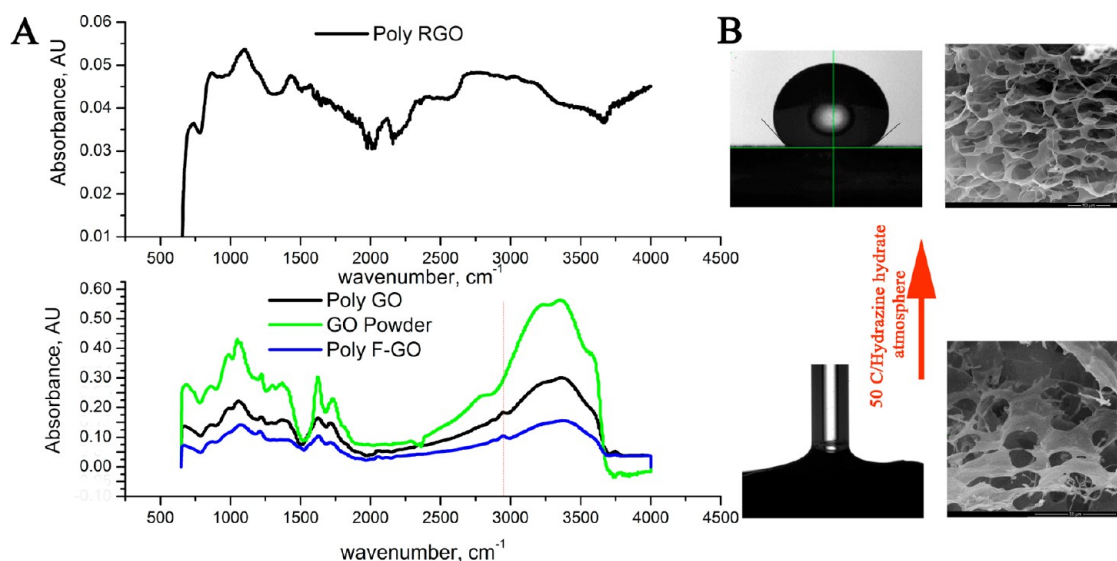 A
B
Poly RGO
Absorbance, AU
0.06
0.05
0.04
0.03
0.02
0.01
500 1000 1500 2000 2500 3000 3500 4000 4500
wavenumber, cm-1
Poly GO
GO Powder
Poly F-GO
Absorbance, AU
0.60
0.50
0.40
0.30
0.20
0.10
0.00
-0.10
500 1000 1500 2000 2500 3000 3500 4000 4500
wavenumber, cm-1
50 C/Hydrazine hydrate
atmosphere